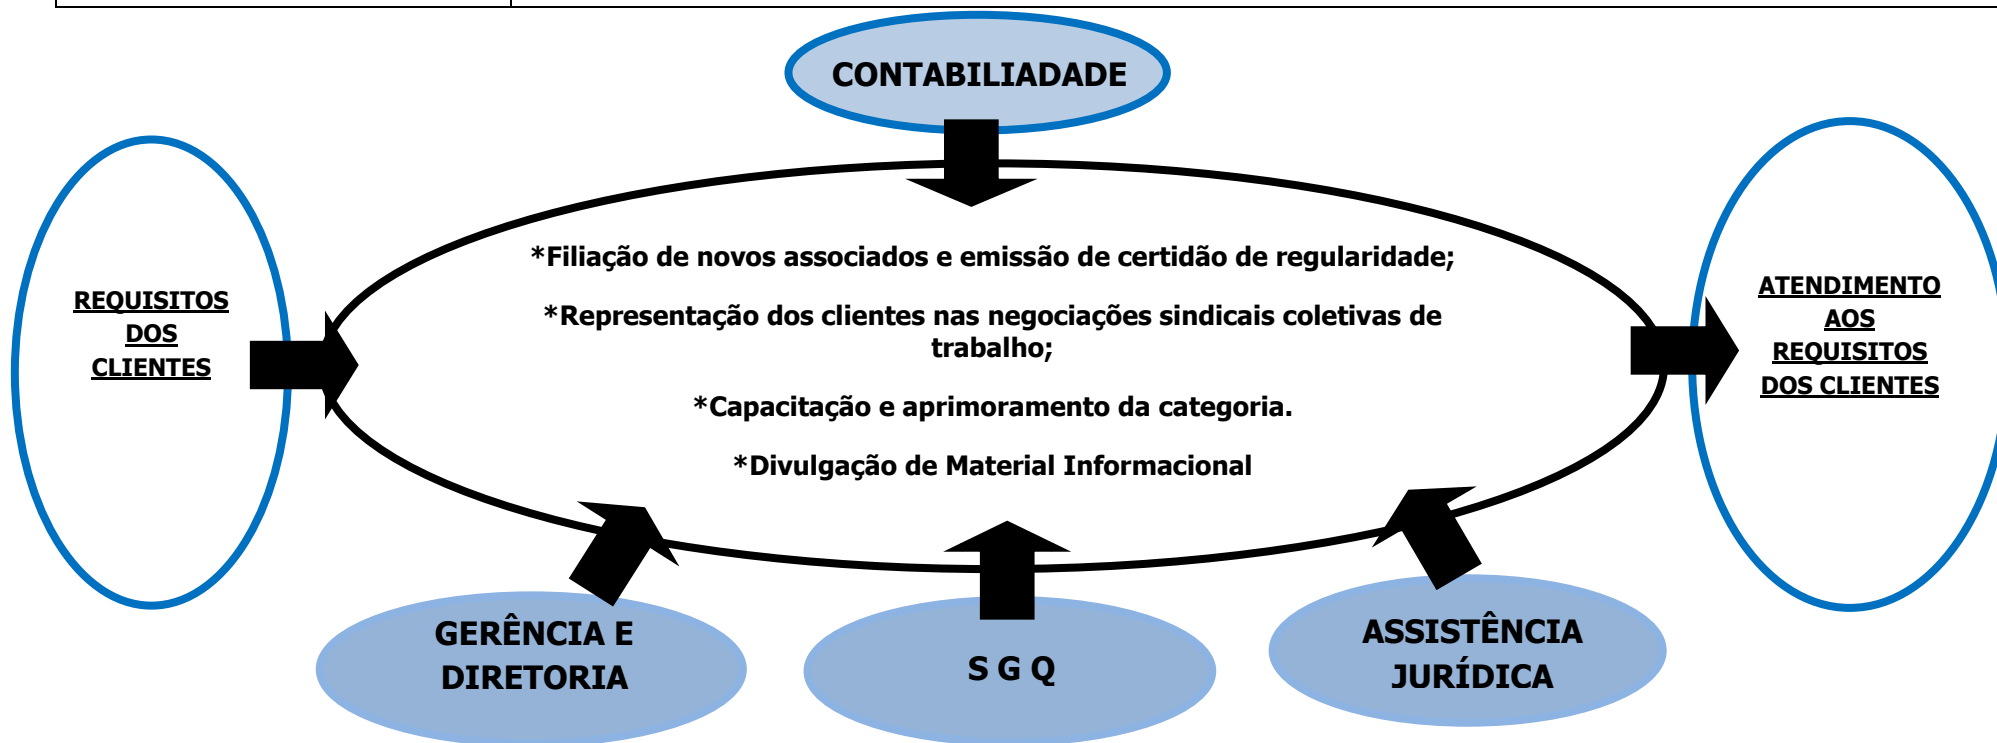 CONTABILIADADE
REQUISITOS
DOS
CLIENTES
*Filiação de novos associados e emissão de certidão de regularidade;
*Representação dos clientes nas negociações sindicais coletivas de
trabalho;
*Capacitação e aprimoramento da categoria.
*Divulgação de Material Informacional
ATENDIMENTO
AOS
REQUISITOS
DOS CLIENTES
GERÊNCIA E
DIRETORIA
S G Q
ASSISTÊNCIA
JURÍDICA